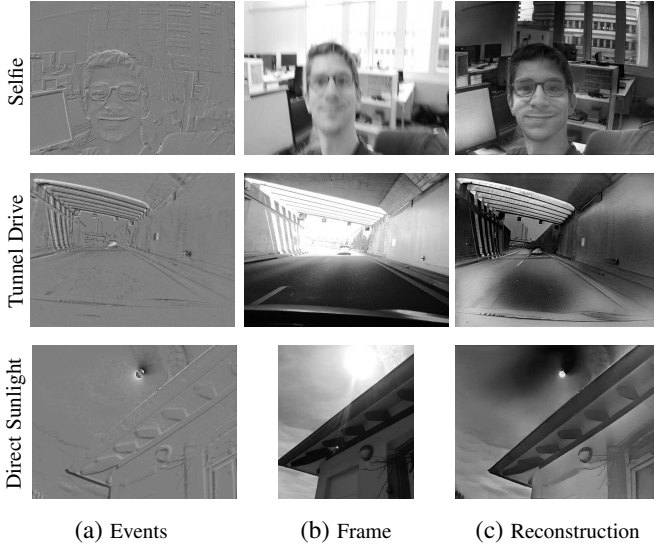 Selfie
Tunnel Drive
Direct Sunlight
(a) Events
(b) Frame
(c) Reconstruction